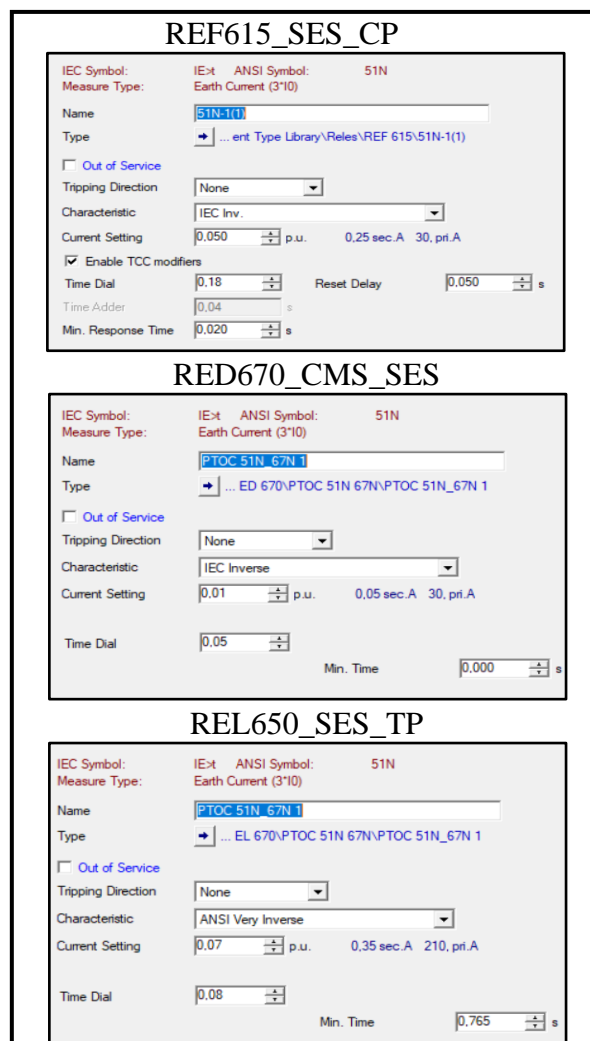 REF615_SES_CP
IEC Symbol: IE>t ANSI Symbol: 51N
Measure Type: Earth Current (3*I0)
Name 51N-1(1)
Type ... ent Type Library\Reles\REF 615\51N-1(1)
Out of Service
Tripping Direction None
Characteristic IEC Inv.
Current Setting 0,050 p.u. 0,25 sec.A 30, pri.A
Enable TCC modifiers
Time Dial 0,18 Reset Delay 0,050 s
Time Adder 0,04 s
Min. Response Time 0,020 s
RED670_CMS_SES
IEC Symbol: IE>t ANSI Symbol: 51N
Measure Type: Earth Current (3*I0)
Name PTOC 51N_67N 1
Type ... ED 670\PTOC 51N 67N\PTOC 51N_67N 1
Out of Service
Tripping Direction None
Characteristic IEC Inverse
Current Setting 0,01 p.u. 0,05 sec.A 30, pri.A
Time Dial 0,05
Min. Time 0,000 s
REL650_SES_TP
IEC Symbol: IE>t ANSI Symbol: 51N
Measure Type: Earth Current (3*I0)
Name PTOC 51N_67N 1
Type ... EL 670\PTOC 51N 67N\PTOC 51N_67N 1
Out of Service
Tripping Direction None
Characteristic ANSI Very Inverse
Current Setting 0,07 p.u. 0,35 sec.A 210, pri.A
Time Dial 0,08
Min. Time 0,765 s